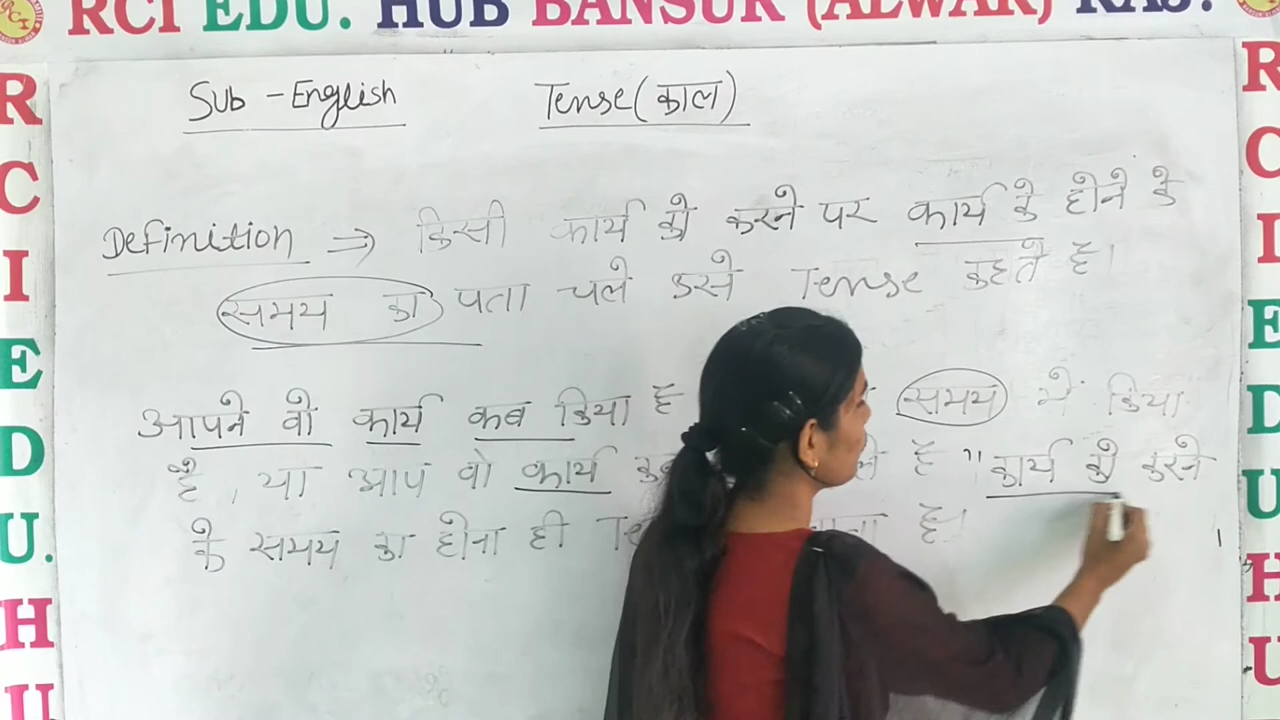 RCI EDU. HUB BANSUR (ALWAR) RAJ.
Sub - English Tense (काल)
Definition ⇒ किसी कार्य को करने पर कार्य के होने के
समय का पता चले उसे Tense कहते है।
आपने वो कार्य कब किया है समय में किया
है, या आप वो कार्य है "कार्य को करने
के समय का होना ही है।
R C I E D U. H U
R C I E D U H U